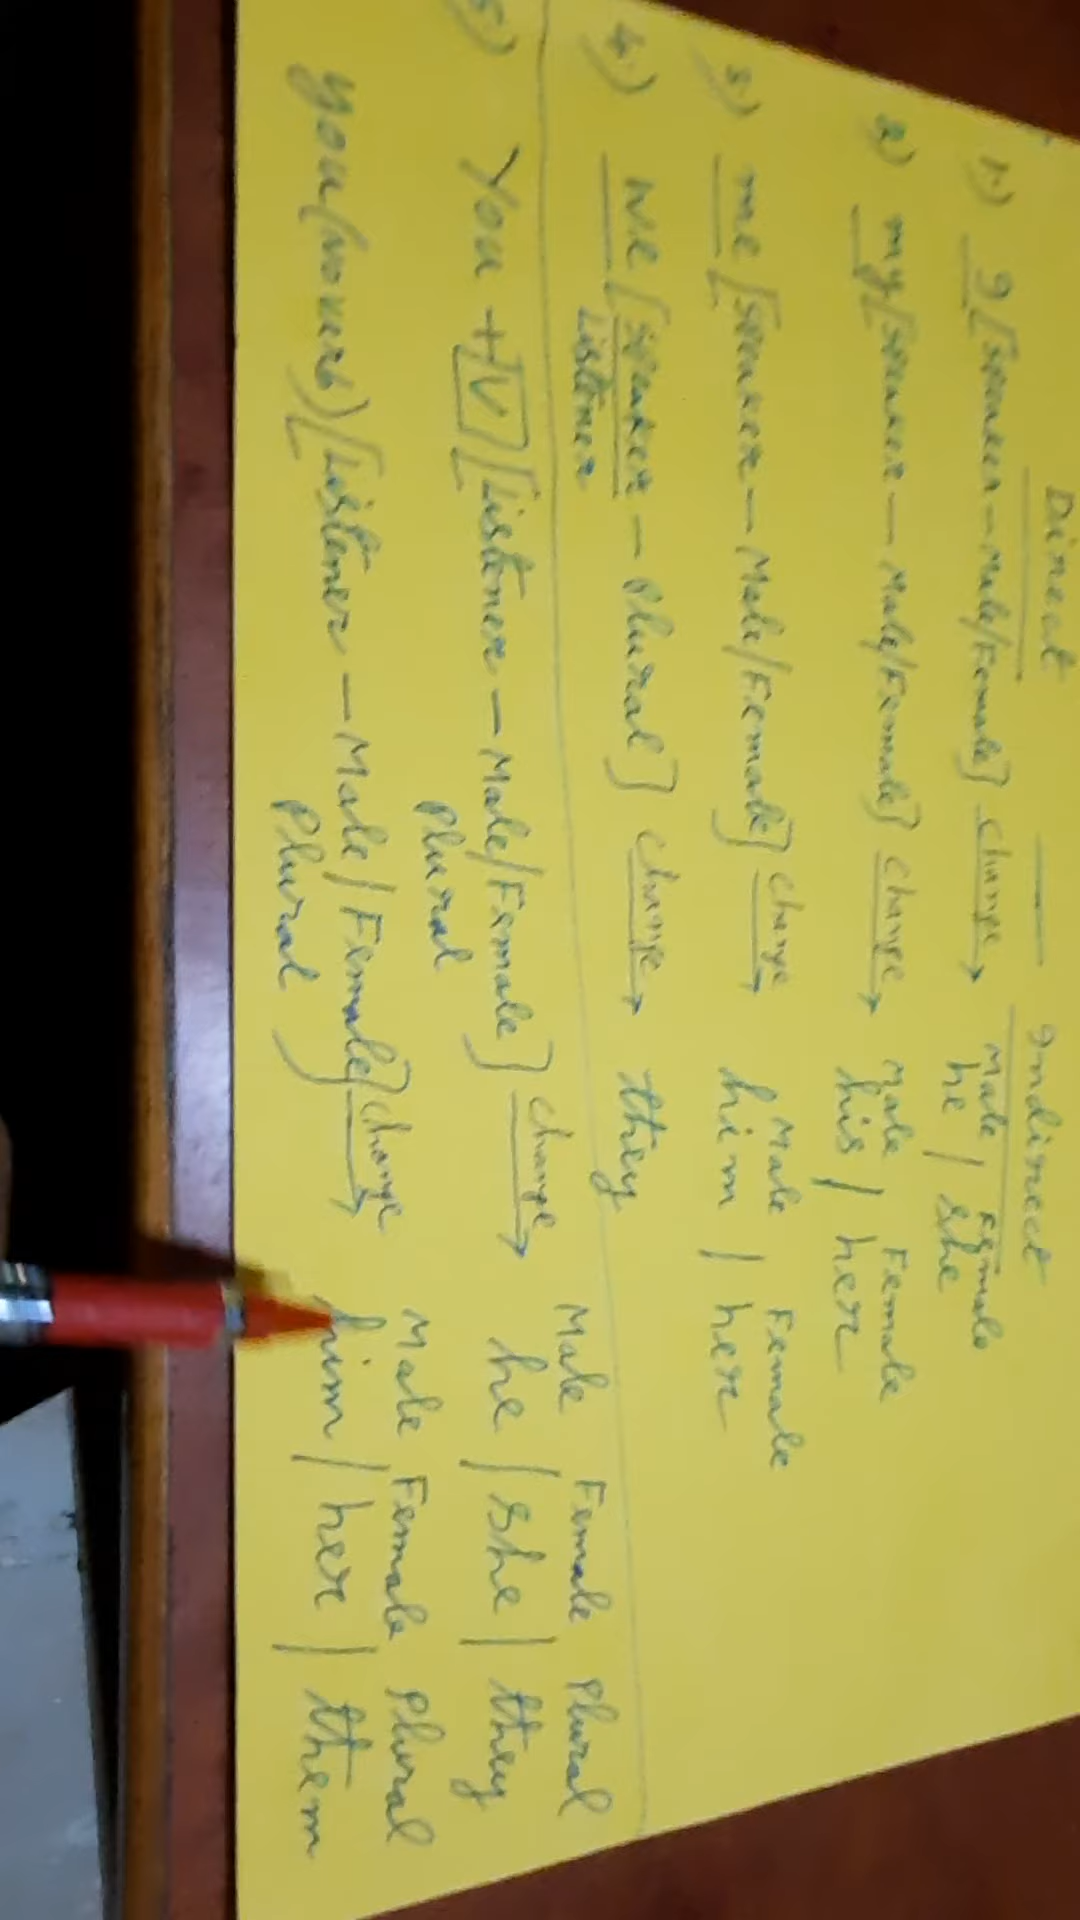 Direct — Indirect
Male Female
1.) I [Speaker - Male/Female] change→ he / she
Male Female
2) my [Speaker - Male/Female] change→ his / her
Male Female
3.) me [Speaker - Male/Female] change→ him / her
4.) We [Speaker - Plural] change→ they
Listener
Male Female Plural
5.) You + HV [Listener - Male/Female] change→ he / she / they
Plural
Male Female Plural
you (no verb) [Listener - Male/Female] change→ him / her / them
Plural